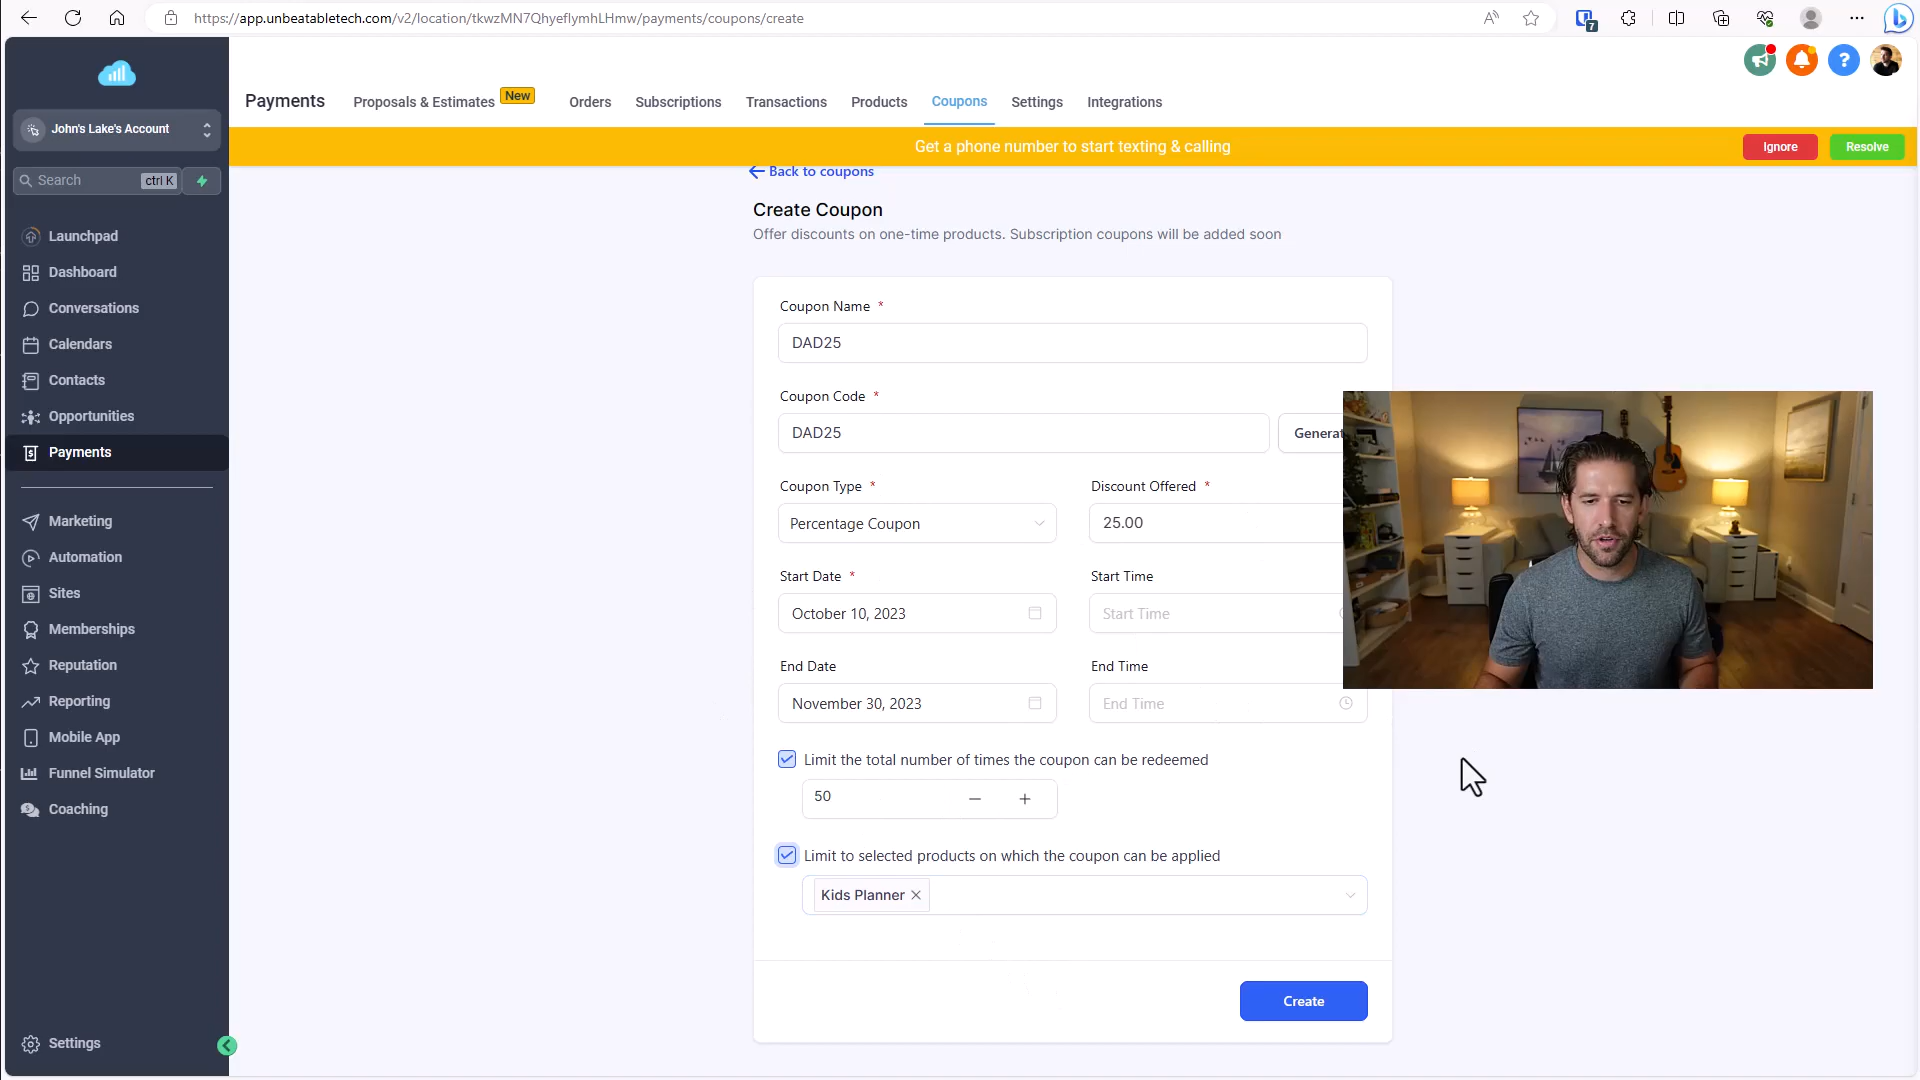 https://app.unbeatabletech.com/v2/location/tkwzMN7QhyeflymhLHmw/payments/coupons/create
7
John's Lake's Account
Search
ctrl K
Launchpad
Dashboard
Conversations
Calendars
Contacts
Opportunities
Payments
Marketing
Automation
Sites
Memberships
Reputation
Reporting
Mobile App
Funnel Simulator
Coaching
Settings
Payments
Proposals & Estimates New
Orders
Subscriptions
Transactions
Products
Coupons
Settings
Integrations
Get a phone number to start texting & calling
Ignore
Resolve
Back to coupons
Create Coupon
Offer discounts on one-time products. Subscription coupons will be added soon
Coupon Name *
DAD25
Coupon Code *
DAD25
Generat
Coupon Type *
Discount Offered *
Percentage Coupon
25.00
Start Date *
Start Time
October 10, 2023
Start Time
End Date
End Time
November 30, 2023
End Time
Limit the total number of times the coupon can be redeemed
50
Limit to selected products on which the coupon can be applied
Kids Planner
Create